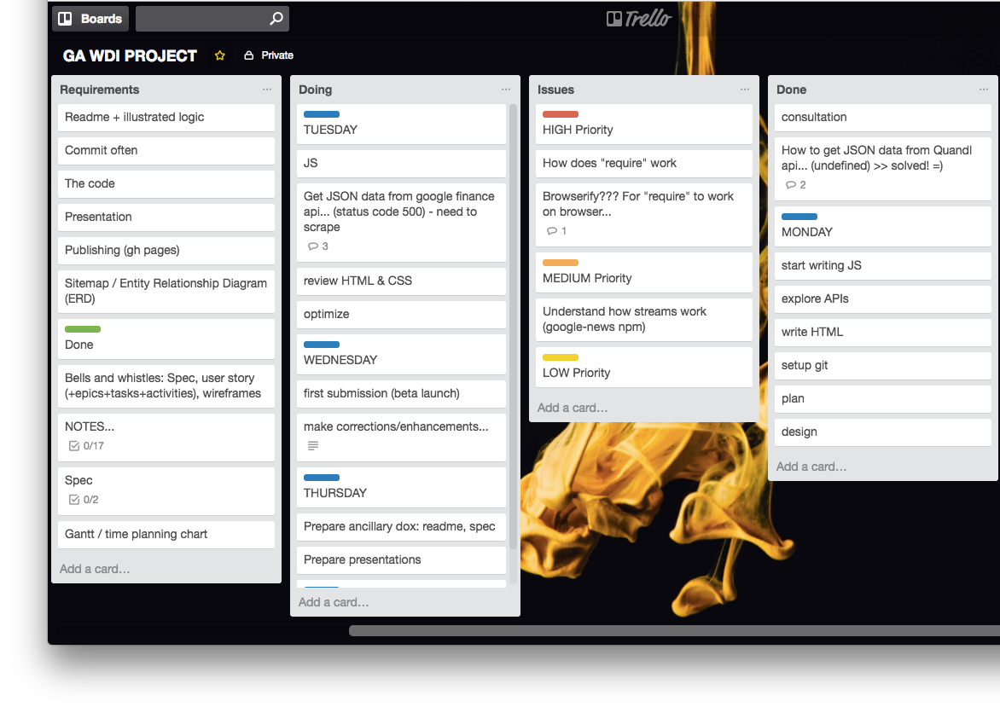 Boards
Trello
GA WDI PROJECT
Private
Requirements
Readme + illustrated logic
Commit often
The code
Presentation
Publishing (gh pages)
Sitemap / Entity Relationship Diagram
(ERD)
Done
Bells and whistles: Spec, user story
(+epics+tasks+activities), wireframes
NOTES...
0/17
Spec
0/2
Gantt / time planning chart
Add a card...
Doing
TUESDAY
JS
Get JSON data from google finance
api... (status code 500) - need to
scrape
3
review HTML & CSS
optimize
WEDNESDAY
first submission (beta launch)
make corrections/enhancements...
THURSDAY
Prepare ancillary dox: readme, spec
Prepare presentations
Add a card...
Issues
HIGH Priority
How does "require" work
Browserify??? For "require" to work
on browser...
1
MEDIUM Priority
Understand how streams work
(google-news npm)
LOW Priority
Add a card...
Done
consultation
How to get JSON data from Quandl
api... (undefined) >> solved! =)
2
MONDAY
start writing JS
explore APIs
write HTML
setup git
plan
design
Add a card...